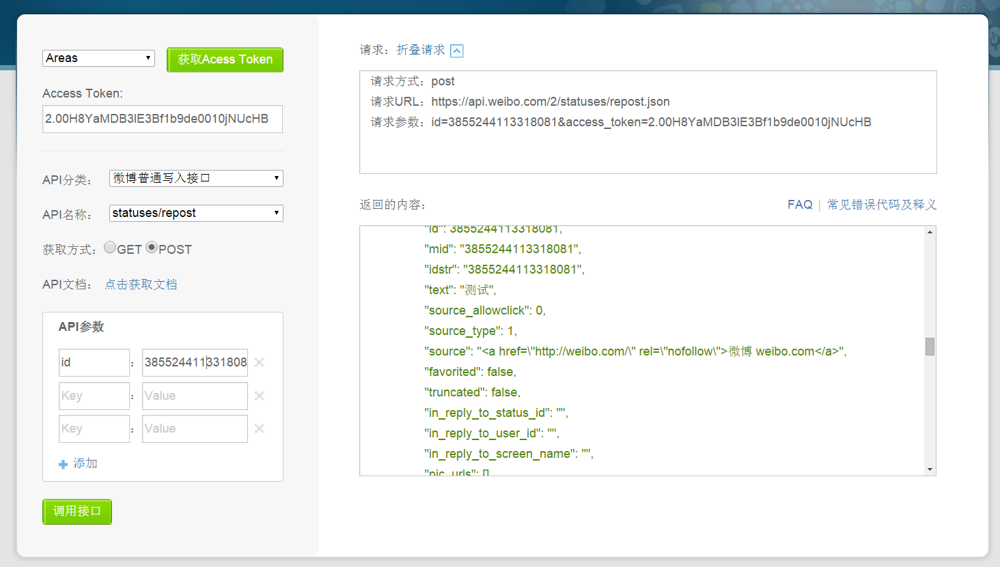 Areas
获取Acess Token
Access Token:
2.00H8YaMDB3lE3Bf1b9de0010jNUcHB
API分类：
微博普通写入接口
API名称：
statuses/repost
获取方式：GET POST
API文档： 点击获取文档
API参数
id : 385524411331808
Key : Value
Key : Value
添加
调用接口
请求：折叠请求
请求方式：post
请求URL：https://api.weibo.com/2/statuses/repost.json
请求参数：id=3855244113318081&access_token=2.00H8YaMDB3lE3Bf1b9de0010jNUcHB
返回的内容：
FAQ | 常见错误代码及释义
"id": 3855244113318081,
"mid": "3855244113318081",
"idstr": "3855244113318081",
"text": "测试",
"source_allowclick": 0,
"source_type": 1,
"source": "<a href=\"http://weibo.com/\" rel=\"nofollow\">微博 weibo.com</a>",
"favorited": false,
"truncated": false,
"in_reply_to_status_id": "",
"in_reply_to_user_id": "",
"in_reply_to_screen_name": "",
"pic_urls": []